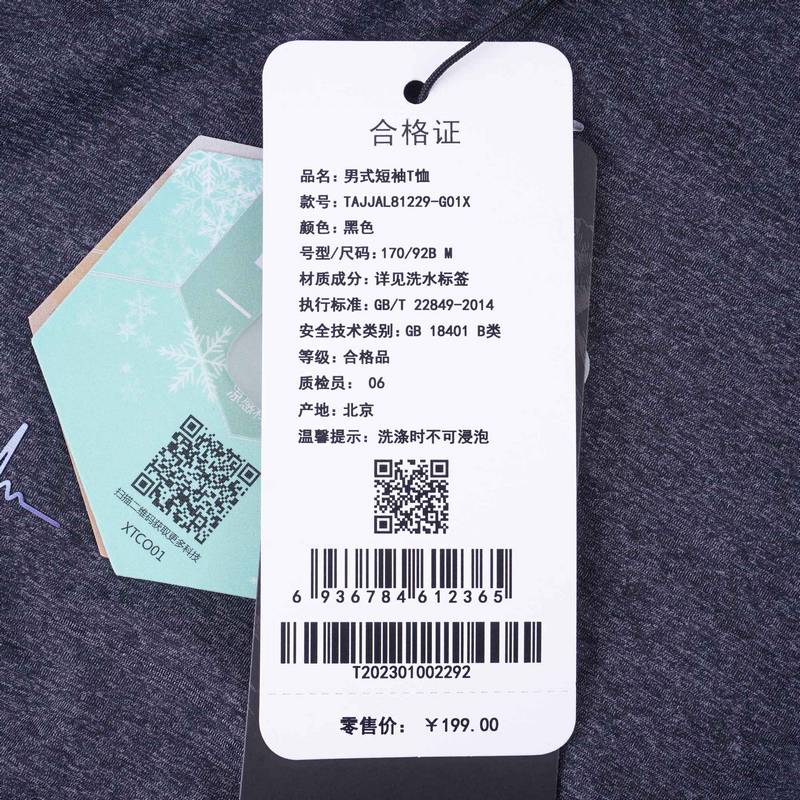 合格证
品名: 男式短袖T恤
款号: TAJJAL81229-G01X
颜色: 黑色
号型/尺码: 170/92B M
材质成分: 详见洗水标签
执行标准: GB/T 22849-2014
安全技术类别: GB 18401 B类
等级: 合格品
质检员: 06
产地: 北京
温馨提示: 洗涤时不可浸泡
6 936784 612365
T202301002292
零售价: ￥199.00
凉感
扫描二维码获取更多科技
XTC001